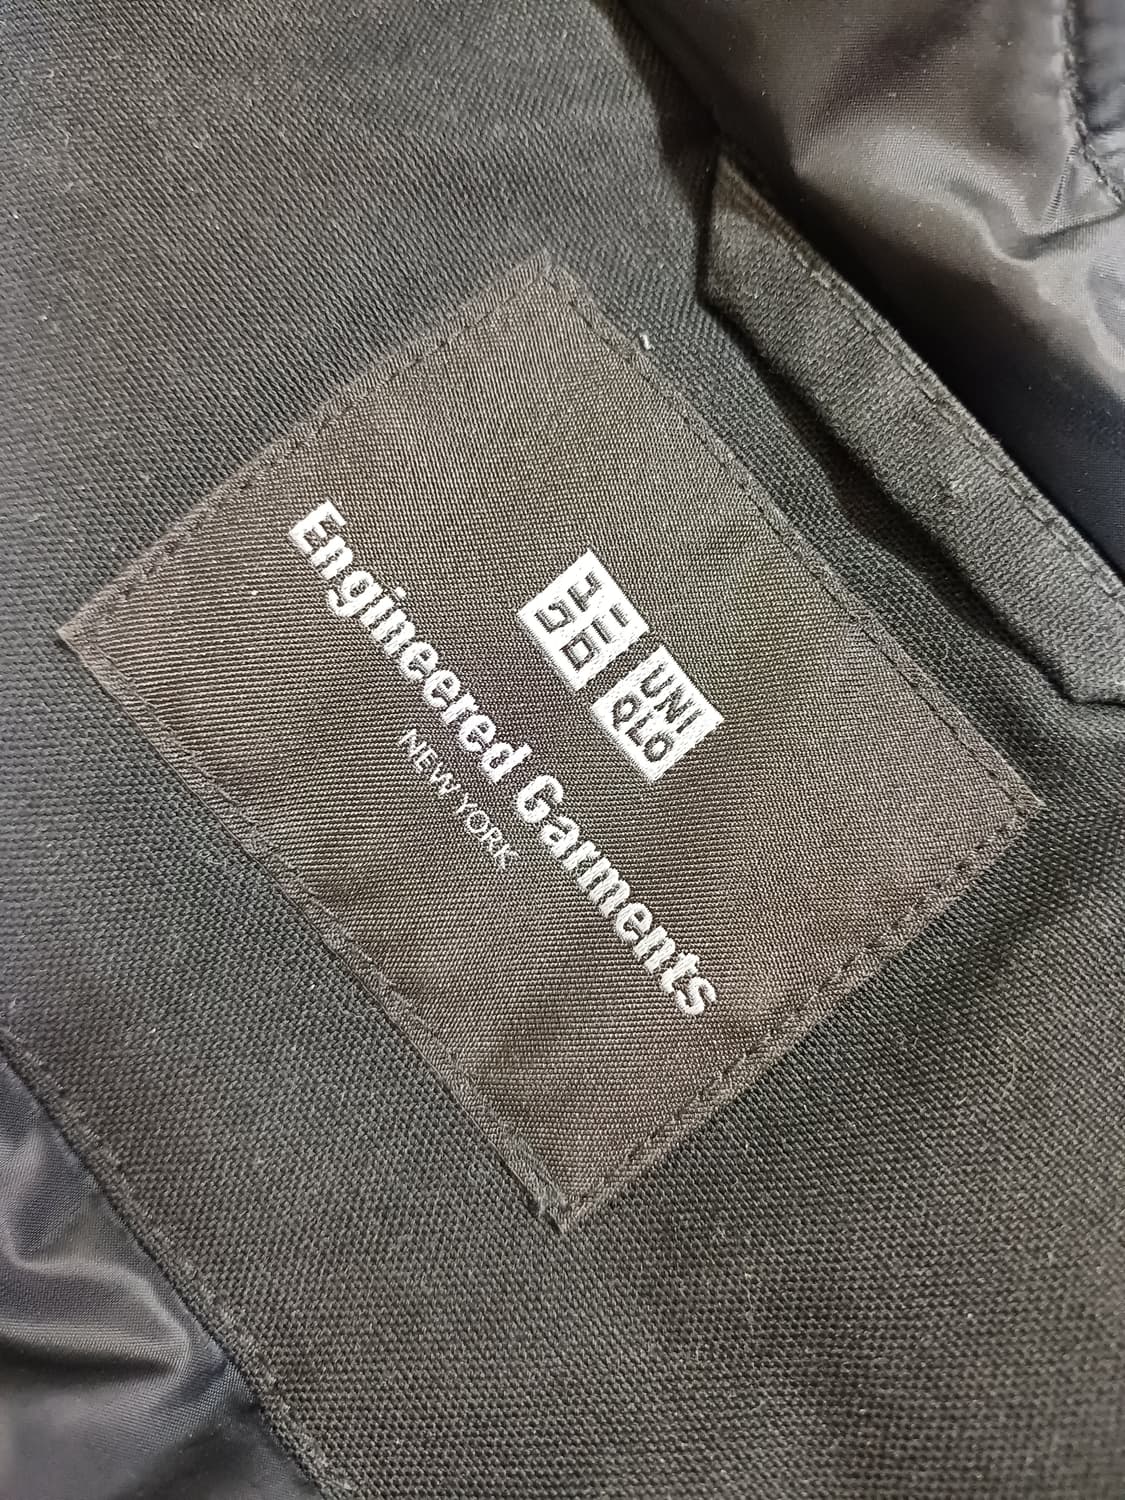 ユニ
クロ
UNI
QLO
Engineered Garments
NEW YORK